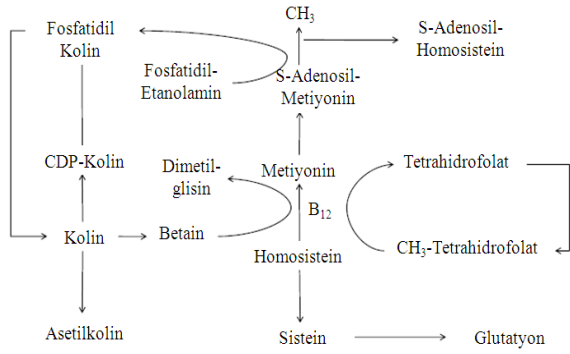 CH3
Fosfatidil
Kolin
S-Adenosil-
Homosistein
Fosfatidil-
Etanolamin
S-Adenosil-
Metiyonin
CDP-Kolin
Dimetil-
glisin
Metiyonin
Tetrahidrofolat
B12
Kolin
Betain
Homosistein
CH3-Tetrahidrofolat
Asetilkolin
Sistein
Glutatyon